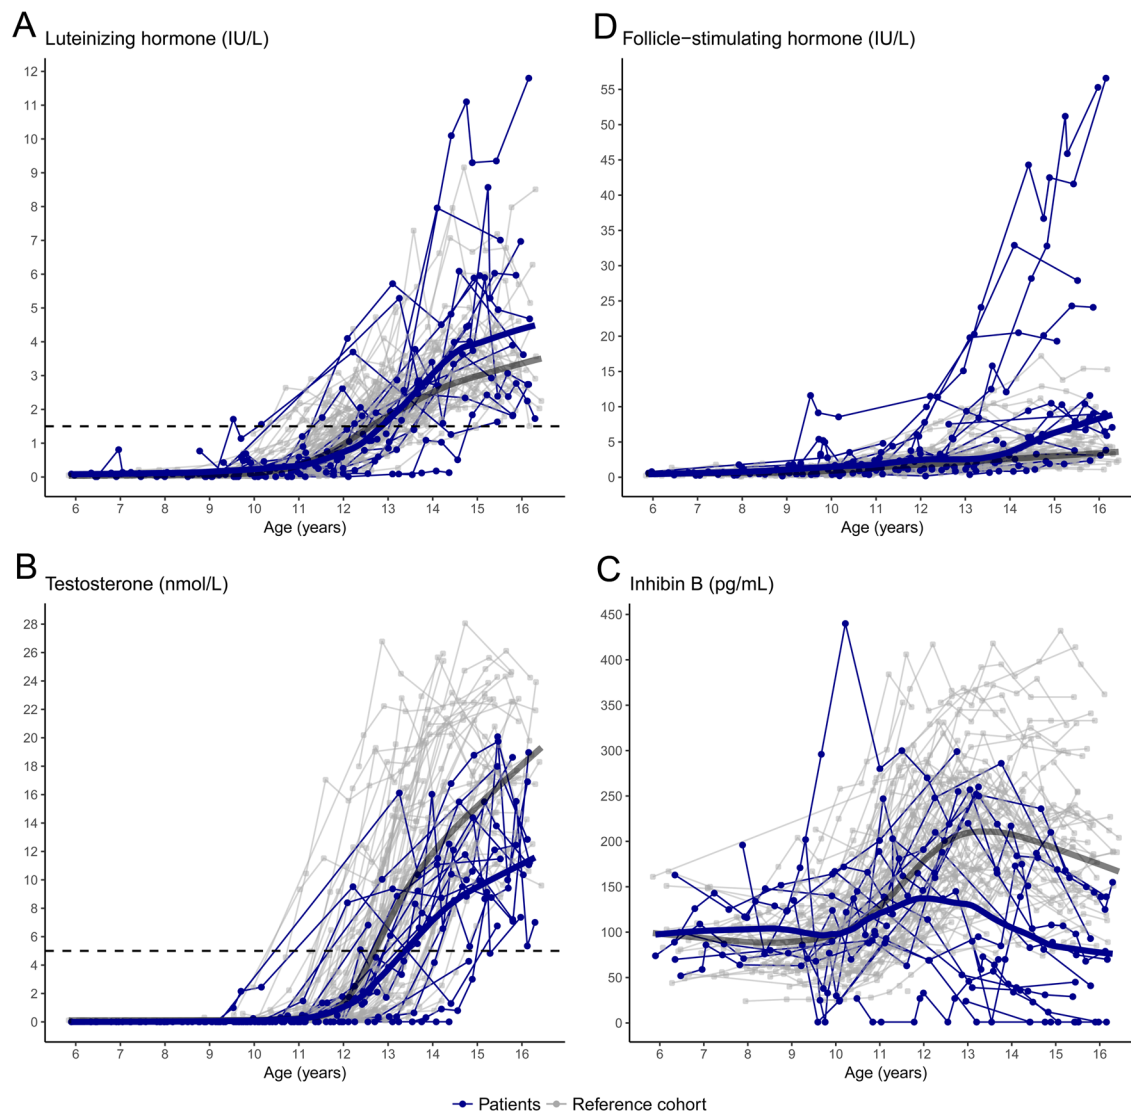 A
Luteinizing hormone (IU/L)
12
11
10
9
8
7
6
5
4
3
2
1
0
6 7 8 9 10 11 12 13 14 15 16
Age (years)
D
Follicle−stimulating hormone (IU/L)
55
50
45
40
35
30
25
20
15
10
5
0
6 7 8 9 10 11 12 13 14 15 16
Age (years)
B
Testosterone (nmol/L)
28
26
24
22
20
18
16
14
12
10
8
6
4
2
0
6 7 8 9 10 11 12 13 14 15 16
Age (years)
C
Inhibin B (pg/mL)
450
400
350
300
250
200
150
100
50
0
6 7 8 9 10 11 12 13 14 15 16
Age (years)
Patients Reference cohort